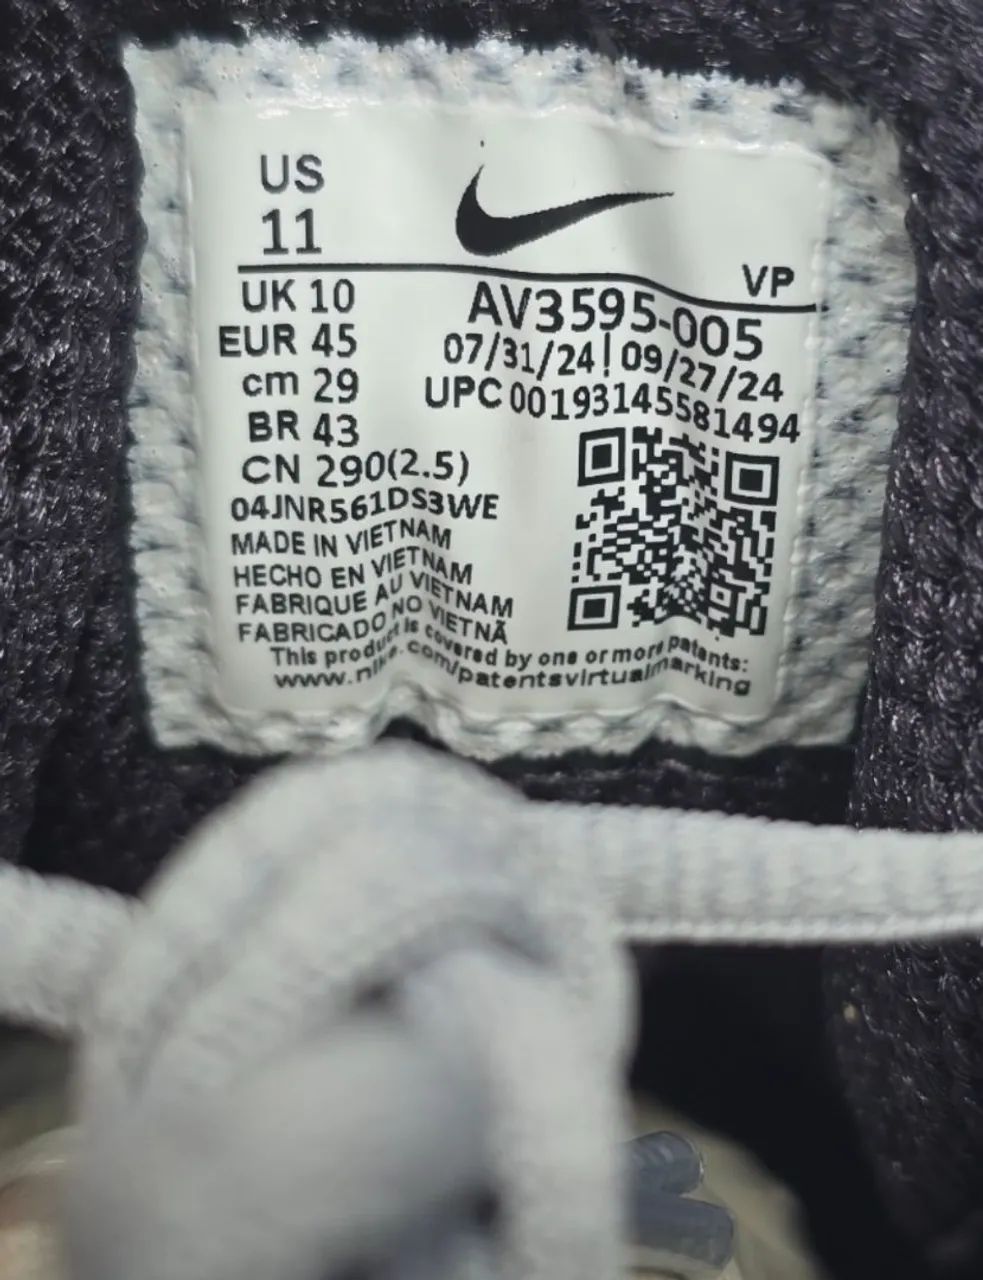 US
11
VP
UK 10
EUR 45
cm 29
BR 43
CN 290(2.5)
04JNR561DS3WE
MADE IN VIETNAM
HECHO EN VIETNAM
FABRIQUE AU VIETNAM
FABRICADO NO VIETNÃ
AV3595-005
07/31/24| 09/27/24
UPC 00193145581494
This product is covered by one or more patents:
www.nike.com/patentsvirtualmarking